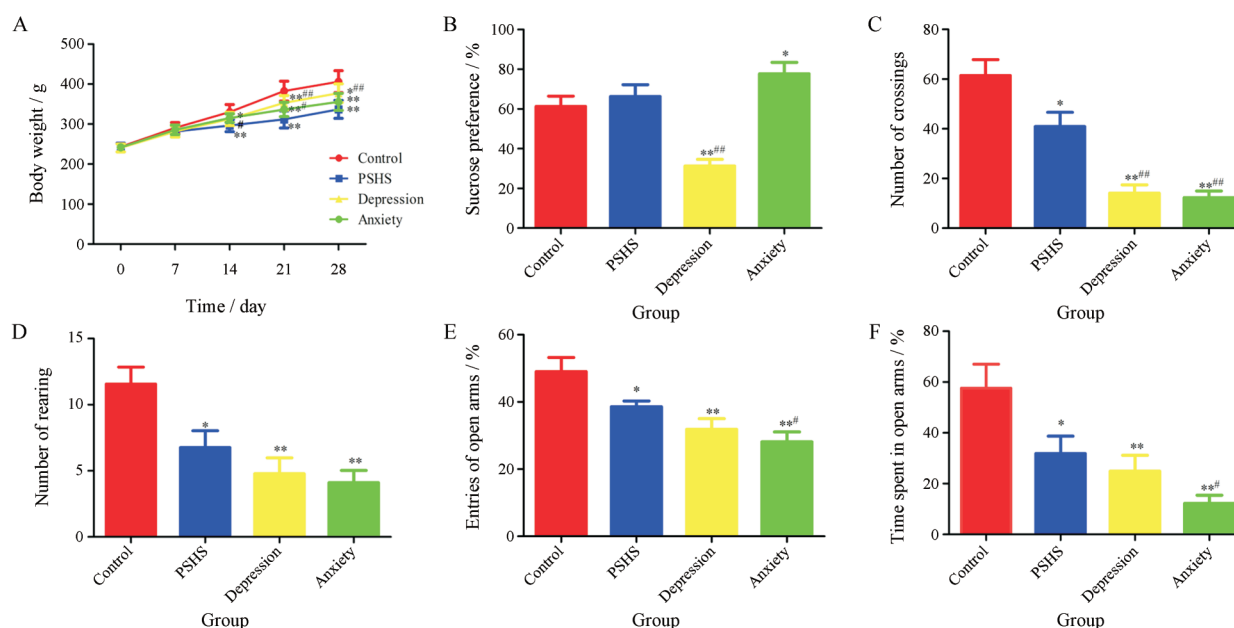 A
Body weight / g
500
400
300
200
100
0
0 7 14 21 28
Time / day
Control
PSHS
Depression
Anxiety
*
#
**
**##
**#
**
*##
**
**
B
Sucrose preference / %
100
80
60
40
20
0
**##
*
Control PSHS Depression Anxiety
Group
C
Number of crossings
80
60
40
20
0
*
**##
**##
Control PSHS Depression Anxiety
Group
D
Number of rearing
15
10
5
0
*
**
**
Control PSHS Depression Anxiety
Group
E
Entries of open arms / %
60
40
20
0
*
**
**#
Control PSHS Depression Anxiety
Group
F
Time spent in open arms / %
80
60
40
20
0
*
**
**#
Control PSHS Depression Anxiety
Group